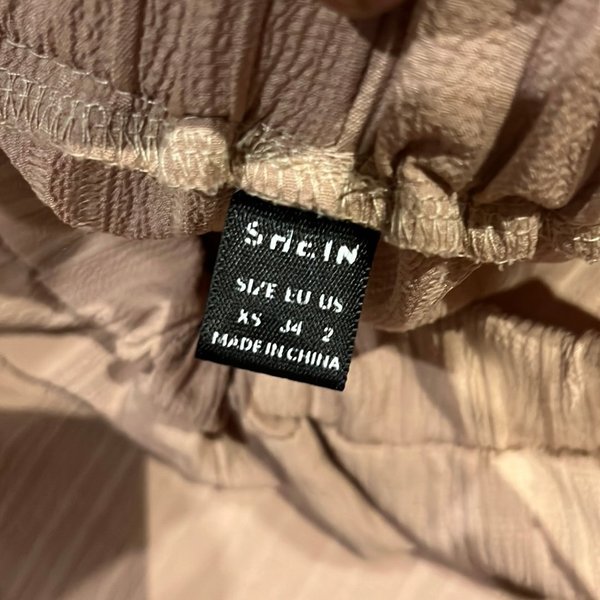 SHEIN
SIZE EU US
XS 34 2
MADE IN CHINA